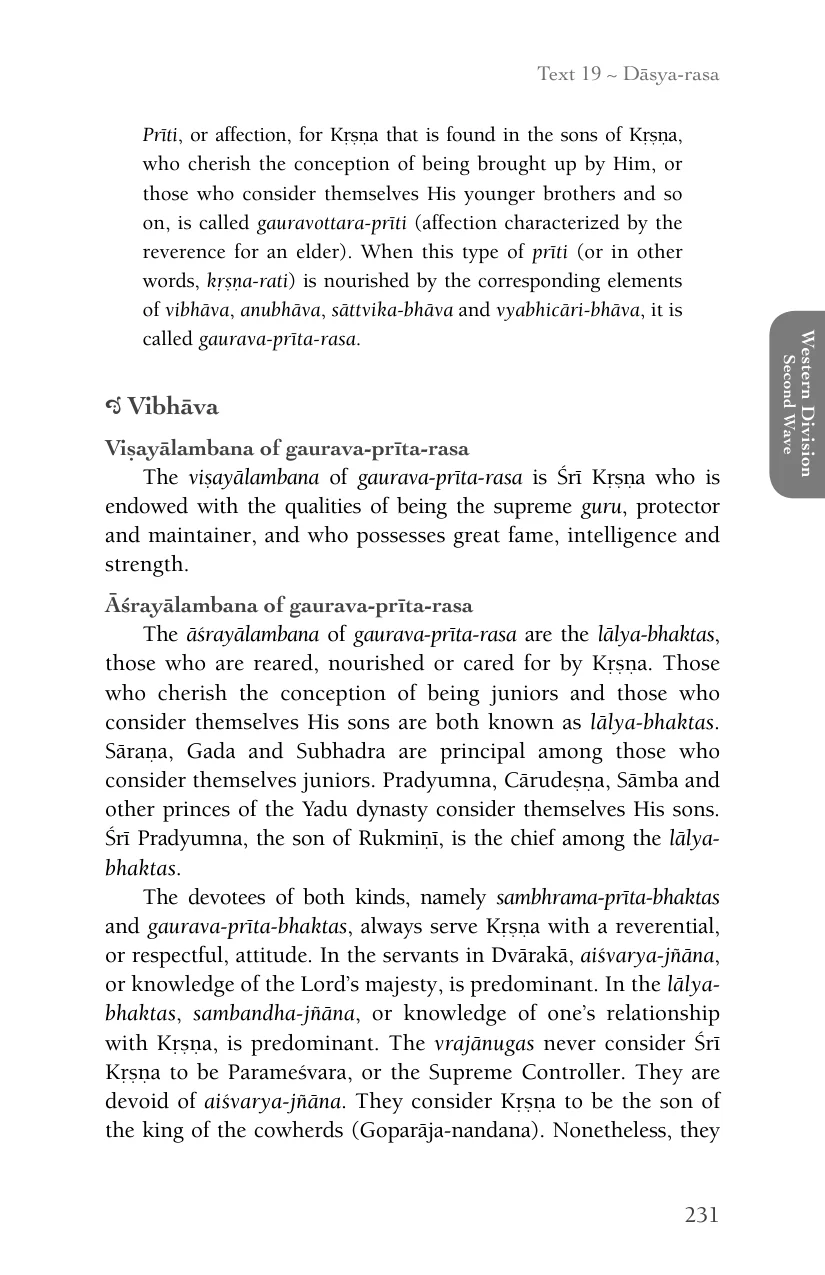 Text 19 ~ Dāsya-rasa
Prīti, or affection, for Kṛṣṇa that is found in the sons of Kṛṣṇa,
who cherish the conception of being brought up by Him, or
those who consider themselves His younger brothers and so
on, is called gauravottara-prīti (affection characterized by the
reverence for an elder). When this type of prīti (or in other
words, kṛṣṇa-rati) is nourished by the corresponding elements
of vibhāva, anubhāva, sāttvika-bhāva and vyabhicāri-bhāva, it is
called gaurava-prīta-rasa.
Vibhāva
Viṣayālambana of gaurava-prīta-rasa
The viṣayālambana of gaurava-prīta-rasa is Śrī Kṛṣṇa who is
endowed with the qualities of being the supreme guru, protector
and maintainer, and who possesses great fame, intelligence and
strength.
Āśrayālambana of gaurava-prīta-rasa
The āśrayālambana of gaurava-prīta-rasa are the lālya-bhaktas,
those who are reared, nourished or cared for by Kṛṣṇa. Those
who cherish the conception of being juniors and those who
consider themselves His sons are both known as lālya-bhaktas.
Sāraṇa, Gada and Subhadra are principal among those who
consider themselves juniors. Pradyumna, Cārudeṣṇa, Sāmba and
other princes of the Yadu dynasty consider themselves His sons.
Śrī Pradyumna, the son of Rukmiṇī, is the chief among the lālya-
bhaktas.
The devotees of both kinds, namely sambhrama-prīta-bhaktas
and gaurava-prīta-bhaktas, always serve Kṛṣṇa with a reverential,
or respectful, attitude. In the servants in Dvārakā, aiśvarya-jñāna,
or knowledge of the Lord's majesty, is predominant. In the lālya-
bhaktas, sambandha-jñāna, or knowledge of one's relationship
with Kṛṣṇa, is predominant. The vrajānugas never consider Śrī
Kṛṣṇa to be Parameśvara, or the Supreme Controller. They are
devoid of aiśvarya-jñāna. They consider Kṛṣṇa to be the son of
the king of the cowherds (Goparāja-nandana). Nonetheless, they
Western Division
Second Wave
231